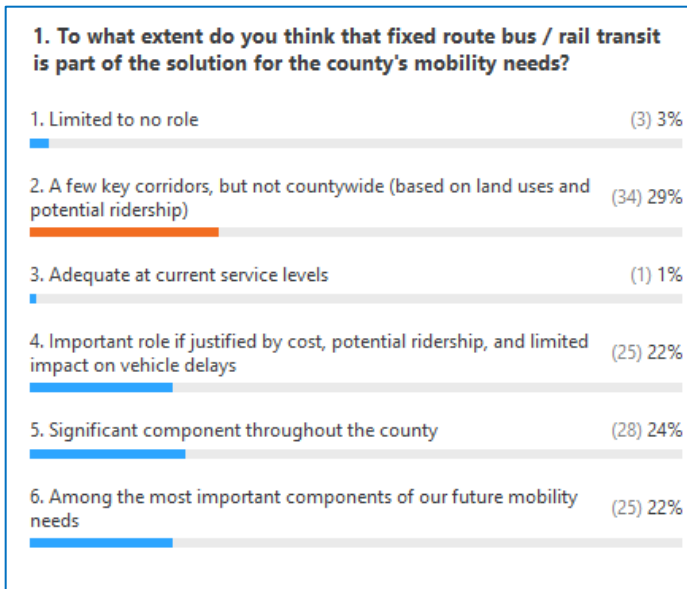 1. To what extent do you think that fixed route bus / rail transit
is part of the solution for the county's mobility needs?
1. Limited to no role (3) 3%
2. A few key corridors, but not countywide (based on land uses and
potential ridership) (34) 29%
3. Adequate at current service levels (1) 1%
4. Important role if justified by cost, potential ridership, and limited
impact on vehicle delays (25) 22%
5. Significant component throughout the county (28) 24%
6. Among the most important components of our future mobility
needs (25) 22%